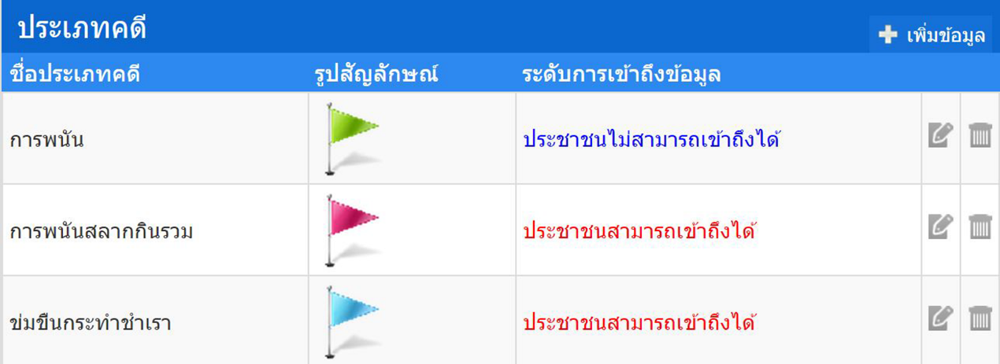 ประเภทคดี
เพิ่มข้อมูล
ชื่อประเภทคดี รูปสัญลักษณ์ ระดับการเข้าถึงข้อมูล
การพนัน ประชาชนไม่สามารถเข้าถึงได้
การพนันสลากกินรวม ประชาชนสามารถเข้าถึงได้
ข่มขืนกระทำชำเรา ประชาชนสามารถเข้าถึงได้